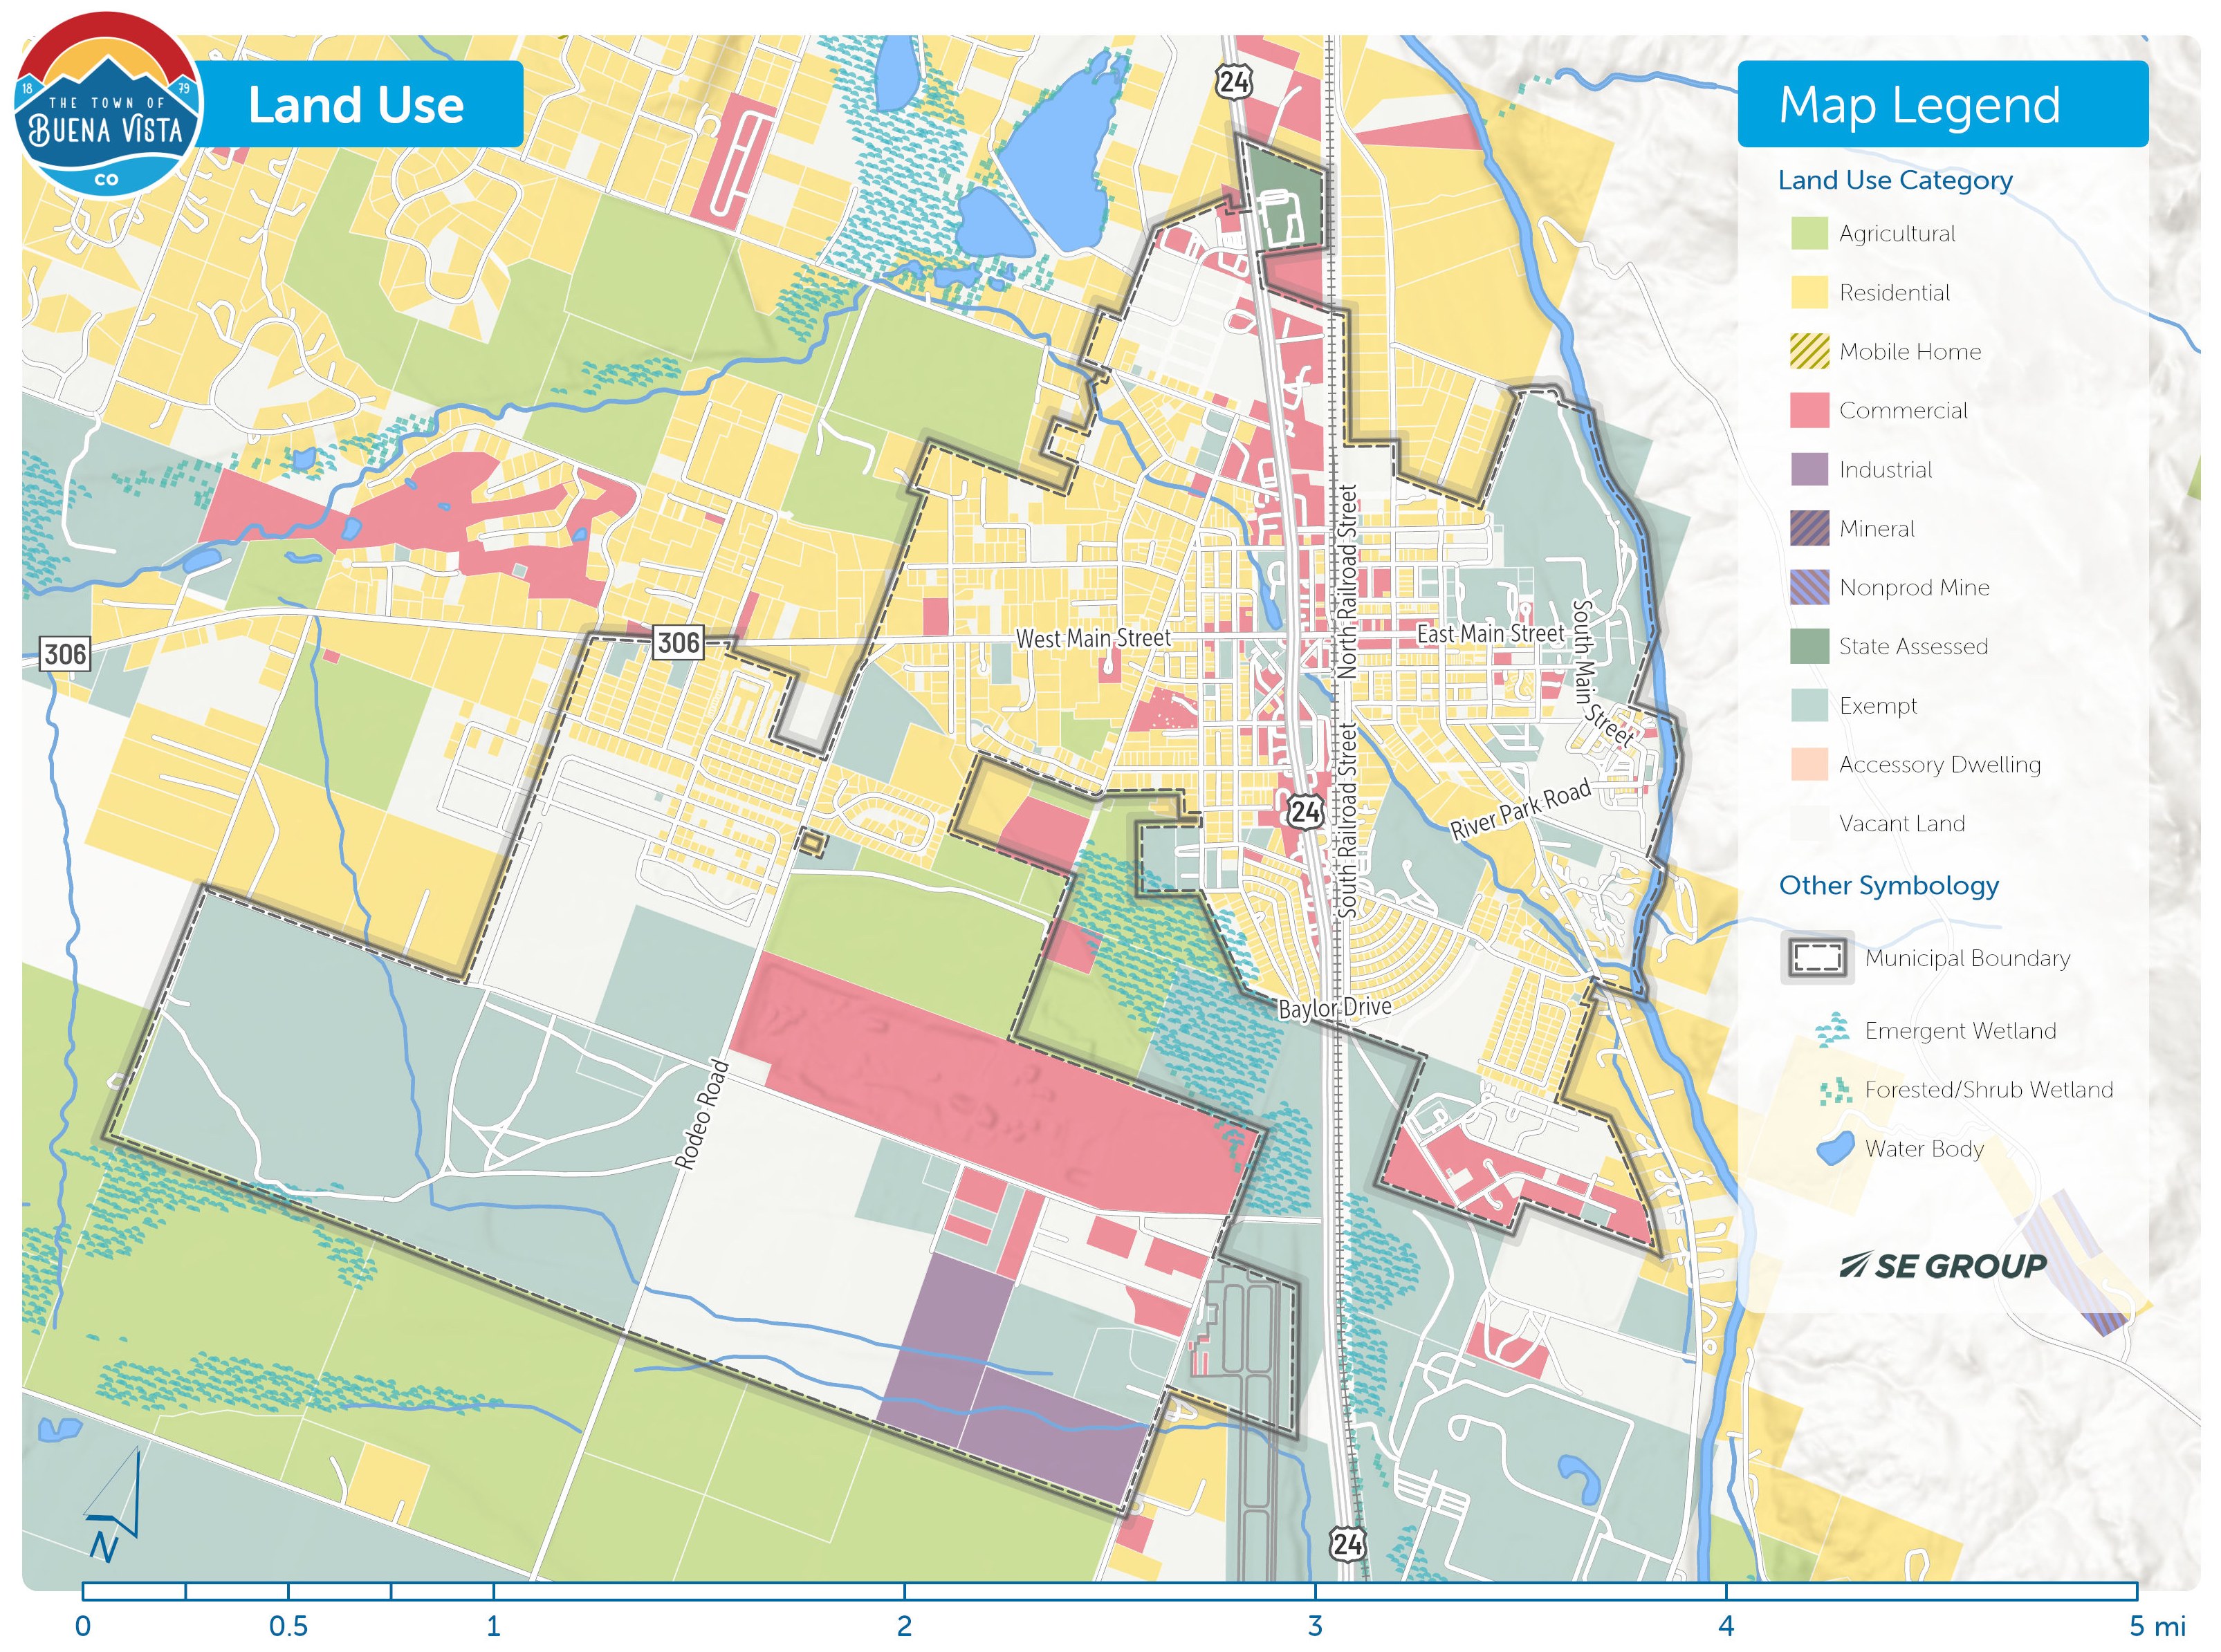 18 79
THE TOWN OF
BUENA VISTA
CO
Land Use
Map Legend
Land Use Category
Agricultural
Residential
Mobile Home
Commercial
Industrial
Mineral
Nonprod Mine
State Assessed
Exempt
Accessory Dwelling
Vacant Land
Other Symbology
Municipal Boundary
Emergent Wetland
Forested/Shrub Wetland
Water Body
SE GROUP
24
North Railroad Street
306
306
West Main Street
East Main Street
South Main Street
24
South Railroad Street
River Park Road
Baylor Drive
Rodeo Road
24
N
0 0.5 1 2 3 4 5 mi